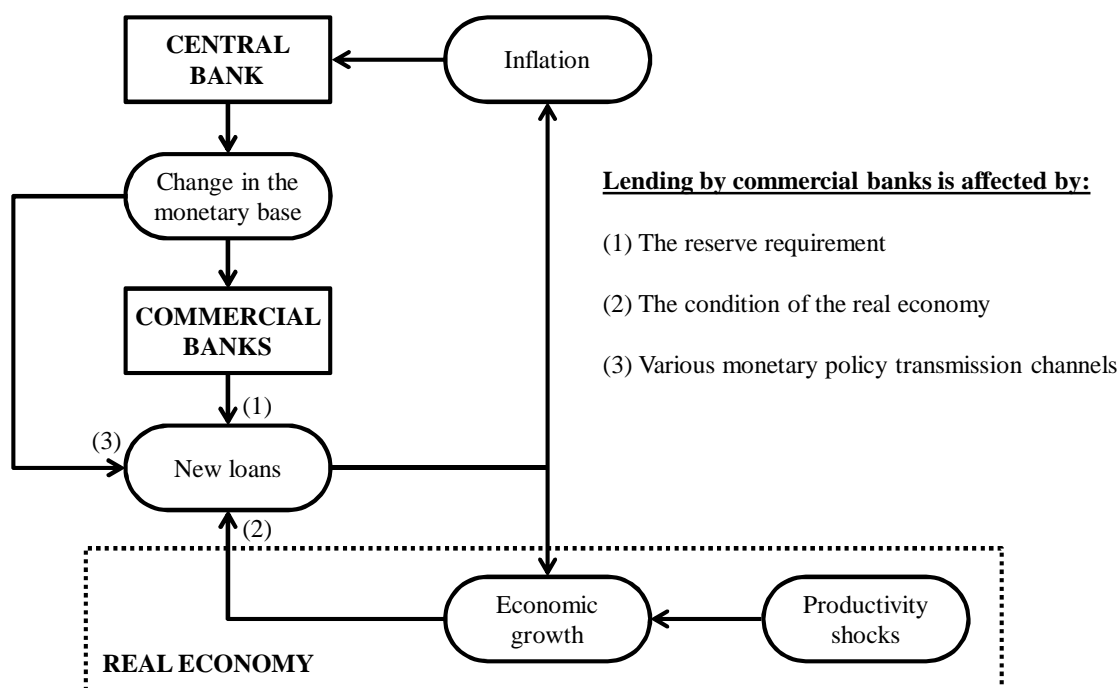 CENTRAL
BANK
Inflation
Change in the
monetary base
Lending by commercial banks is affected by:
(1) The reserve requirement
(2) The condition of the real economy
(3) Various monetary policy transmission channels
COMMERCIAL
BANKS
(1)
(3)
New loans
(2)
Economic
growth
Productivity
shocks
REAL ECONOMY